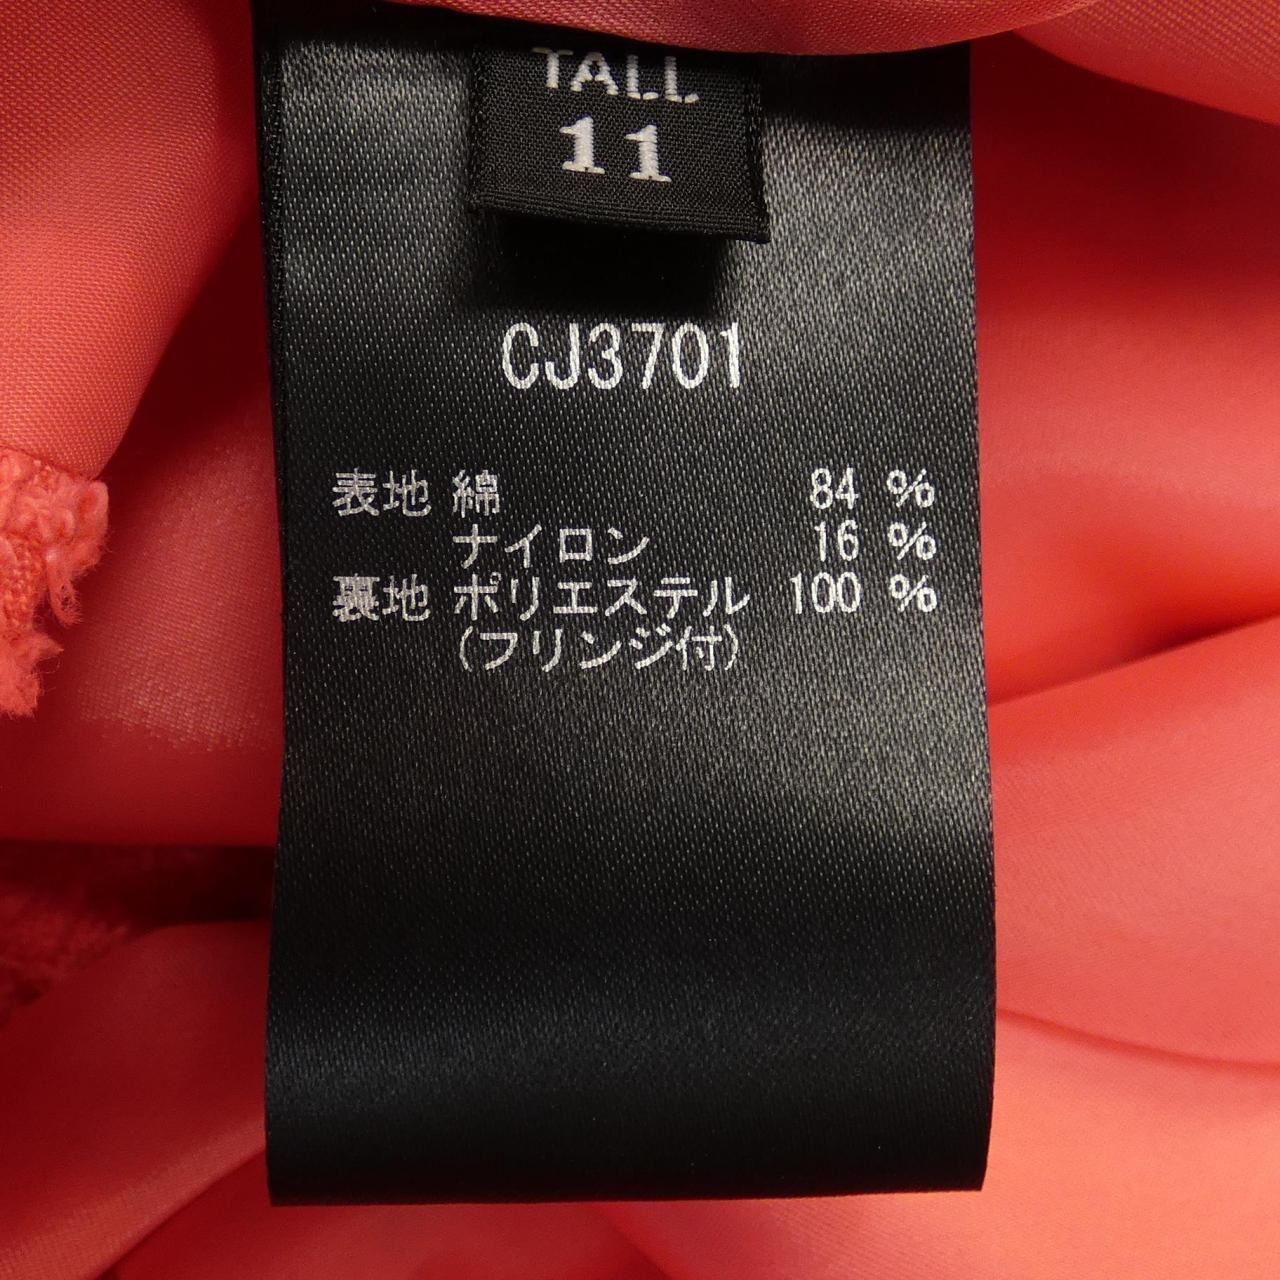 TALL
11
CJ3701
表地 綿 84 %
ナイロン 16 %
裏地 ポリエステル 100 %
(フリンジ付)